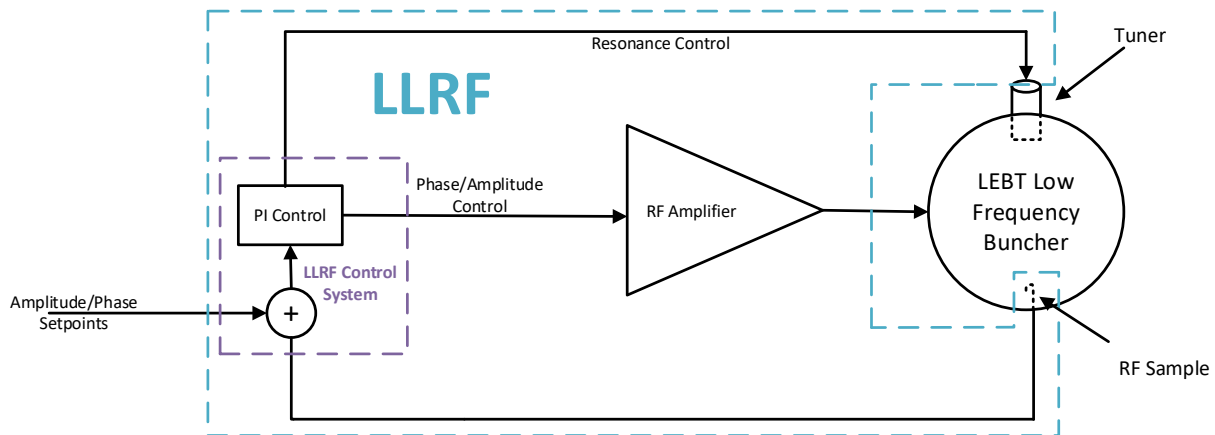 Resonance Control
Tuner
LLRF
PI Control
Phase/Amplitude
Control
RF Amplifier
LEBT Low
Frequency
Buncher
LLRF Control
System
Amplitude/Phase
Setpoints
+
RF Sample